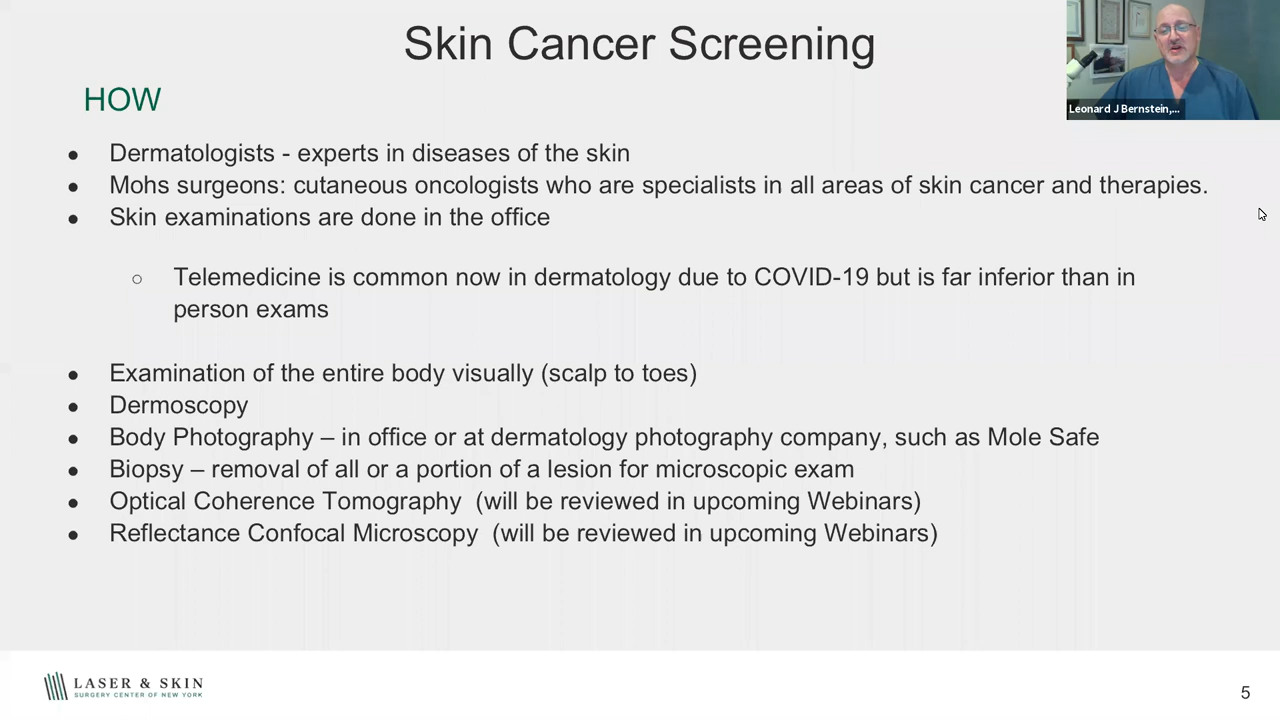 Skin Cancer Screening
Leonard J Bernstein,...
HOW
● Dermatologists - experts in diseases of the skin
● Mohs surgeons: cutaneous oncologists who are specialists in all areas of skin cancer and therapies.
● Skin examinations are done in the office
○ Telemedicine is common now in dermatology due to COVID-19 but is far inferior than in
person exams
● Examination of the entire body visually (scalp to toes)
● Dermoscopy
● Body Photography – in office or at dermatology photography company, such as Mole Safe
● Biopsy – removal of all or a portion of a lesion for microscopic exam
● Optical Coherence Tomography (will be reviewed in upcoming Webinars)
● Reflectance Confocal Microscopy (will be reviewed in upcoming Webinars)
LASER & SKIN
SURGERY CENTER OF NEW YORK
5